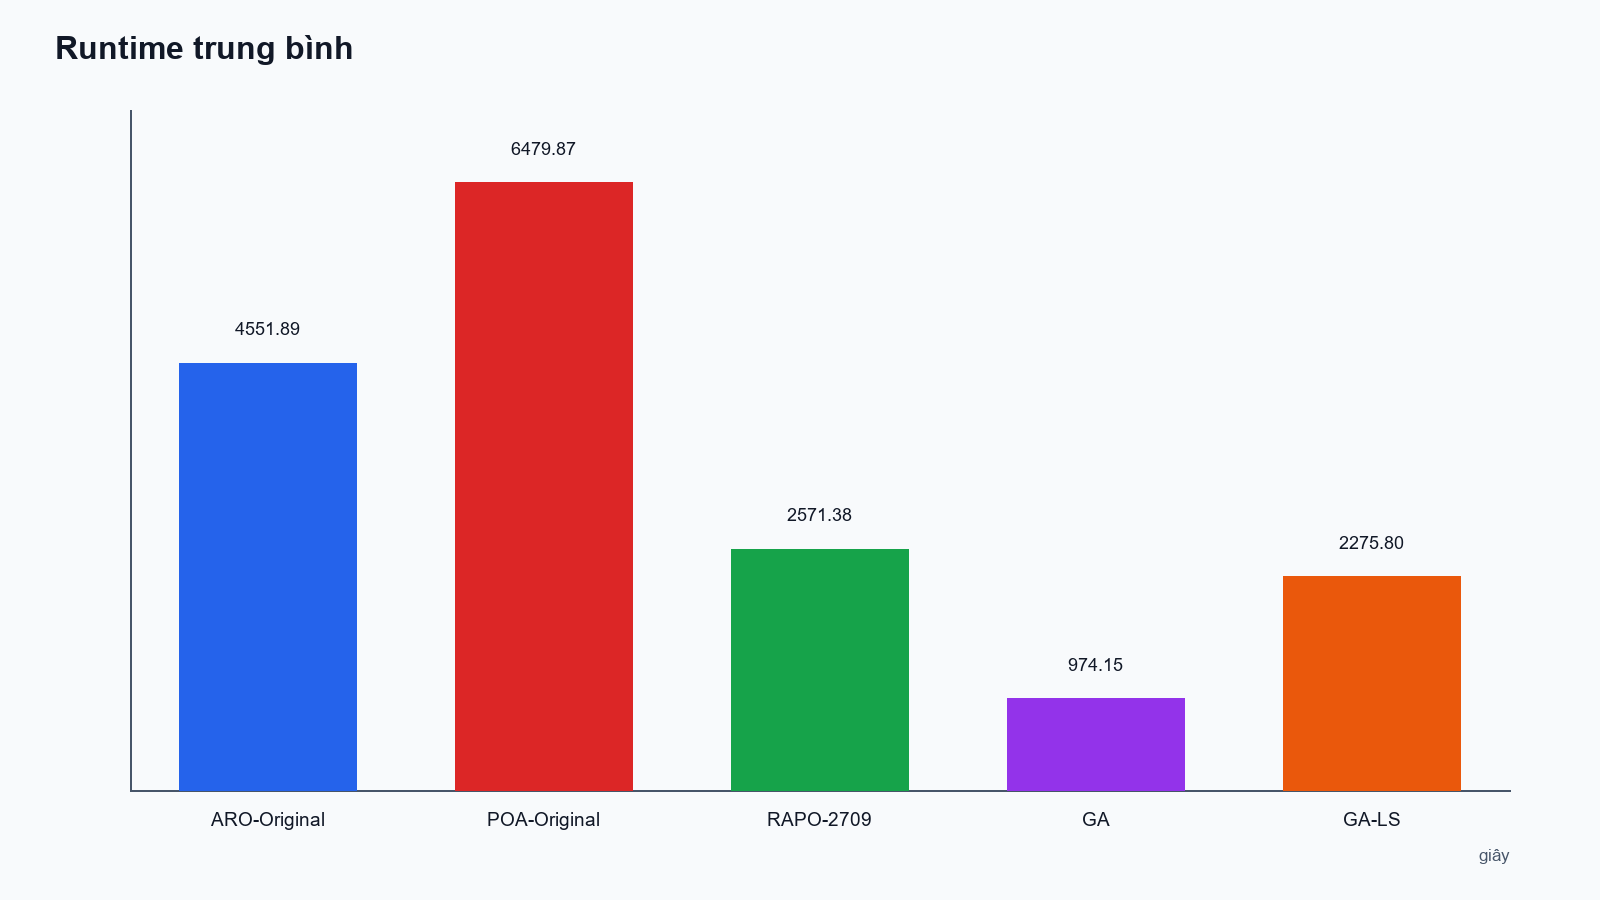 Runtime trung bình
6479.87
4551.89
2571.38
2275.80
974.15
ARO-Original
POA-Original
RAPO-2709
GA
GA-LS
giây